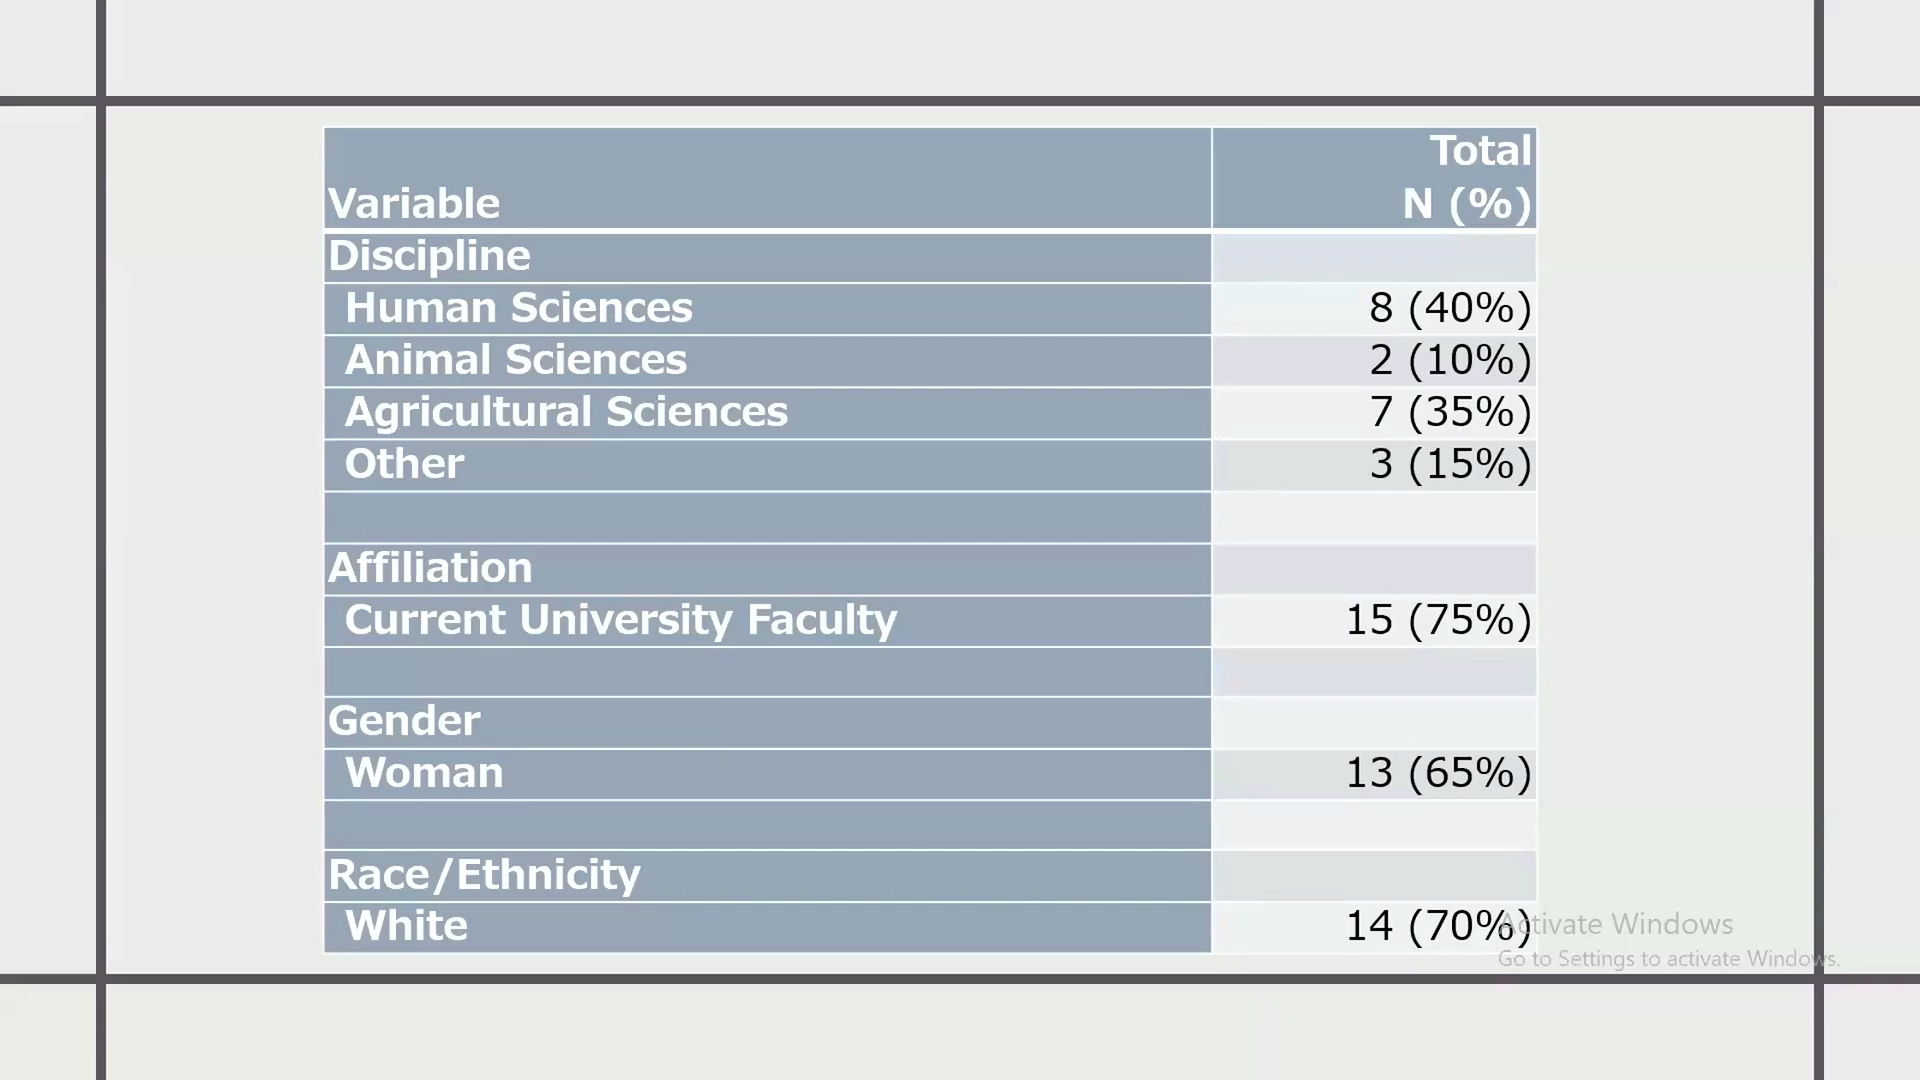 Total
Variable N (%)
Discipline
Human Sciences 8 (40%)
Animal Sciences 2 (10%)
Agricultural Sciences 7 (35%)
Other 3 (15%)
Affiliation
Current University Faculty 15 (75%)
Gender
Woman 13 (65%)
Race/Ethnicity
White 14 (70%)
Activate Windows
Go to Settings to activate Windows.